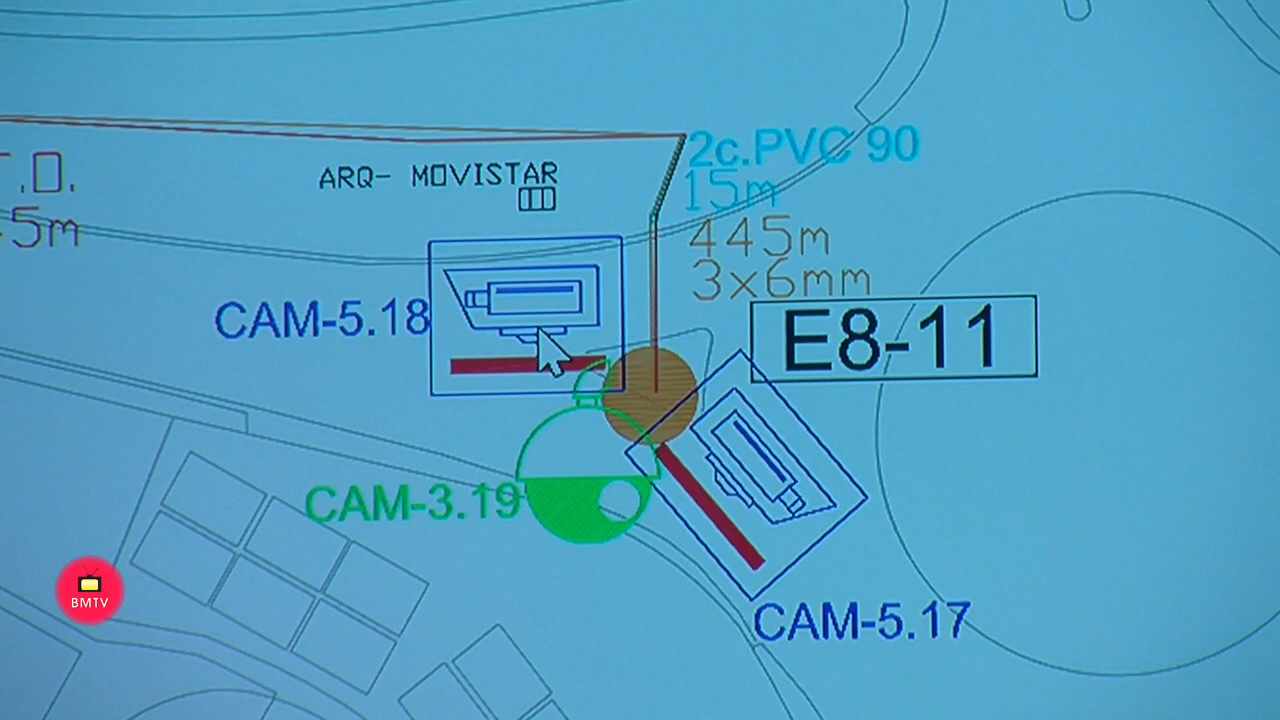 2c.PVC 90
15m
ARQ- MOVISTAR
.O.
5m
445m
3x6mm
CAM-5.18
E8-11
CAM-3.19
CAM-5.17
BMTV